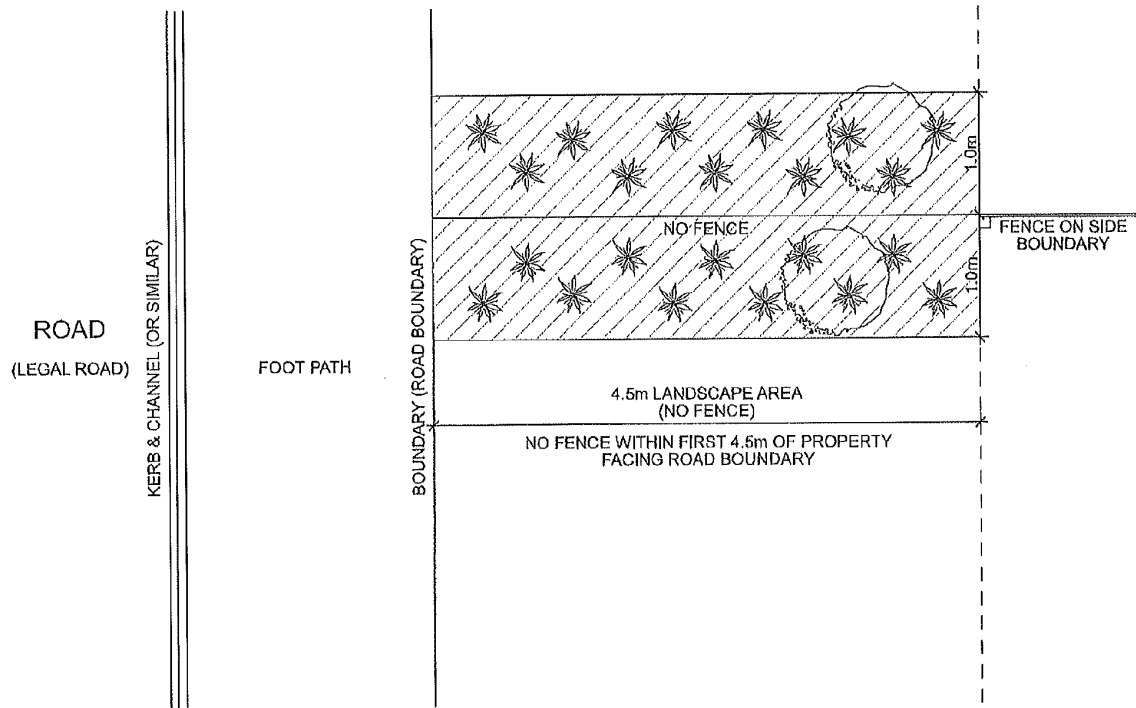 ROAD
(LEGAL ROAD)
KERB & CHANNEL (OR SIMILAR)
FOOT PATH
BOUNDARY (ROAD BOUNDARY)
1.0m
NO FENCE
1.0m
FENCE ON SIDE
BOUNDARY
4.5m LANDSCAPE AREA
(NO FENCE)
NO FENCE WITHIN FIRST 4.5m OF PROPERTY
FACING ROAD BOUNDARY